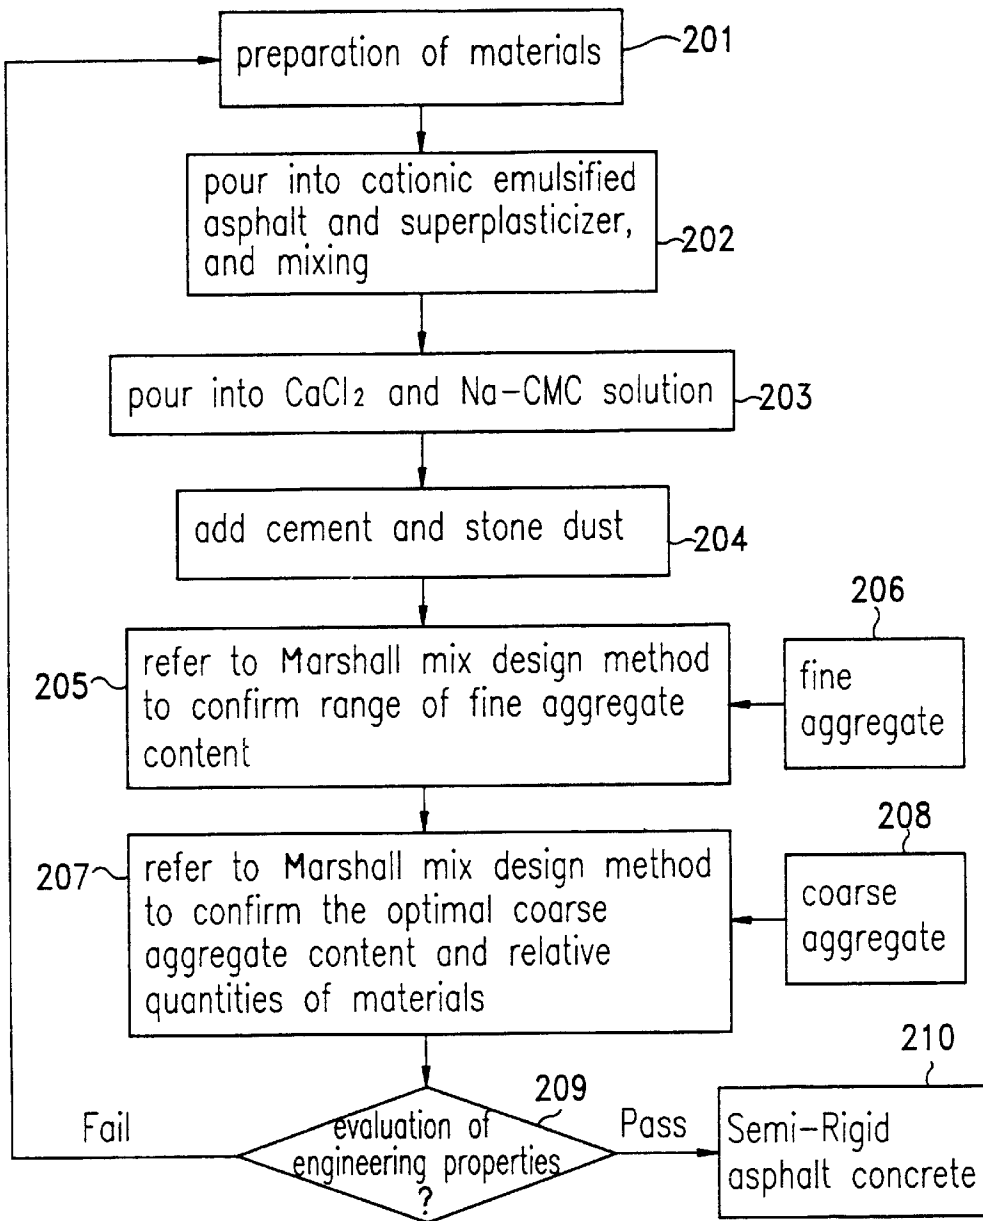 preparation of materials
201
pour into cationic emulsified
asphalt and superplasticizer,
and mixing
202
pour into CaCl₂ and Na-CMC solution
203
add cement and stone dust
204
205
refer to Marshall mix design method
to confirm range of fine aggregate
content
206
fine
aggregate
207
refer to Marshall mix design method
to confirm the optimal coarse
aggregate content and relative
quantities of materials
208
coarse
aggregate
Fail
evaluation of
engineering properties
?
209
Pass
210
Semi-Rigid
asphalt concrete